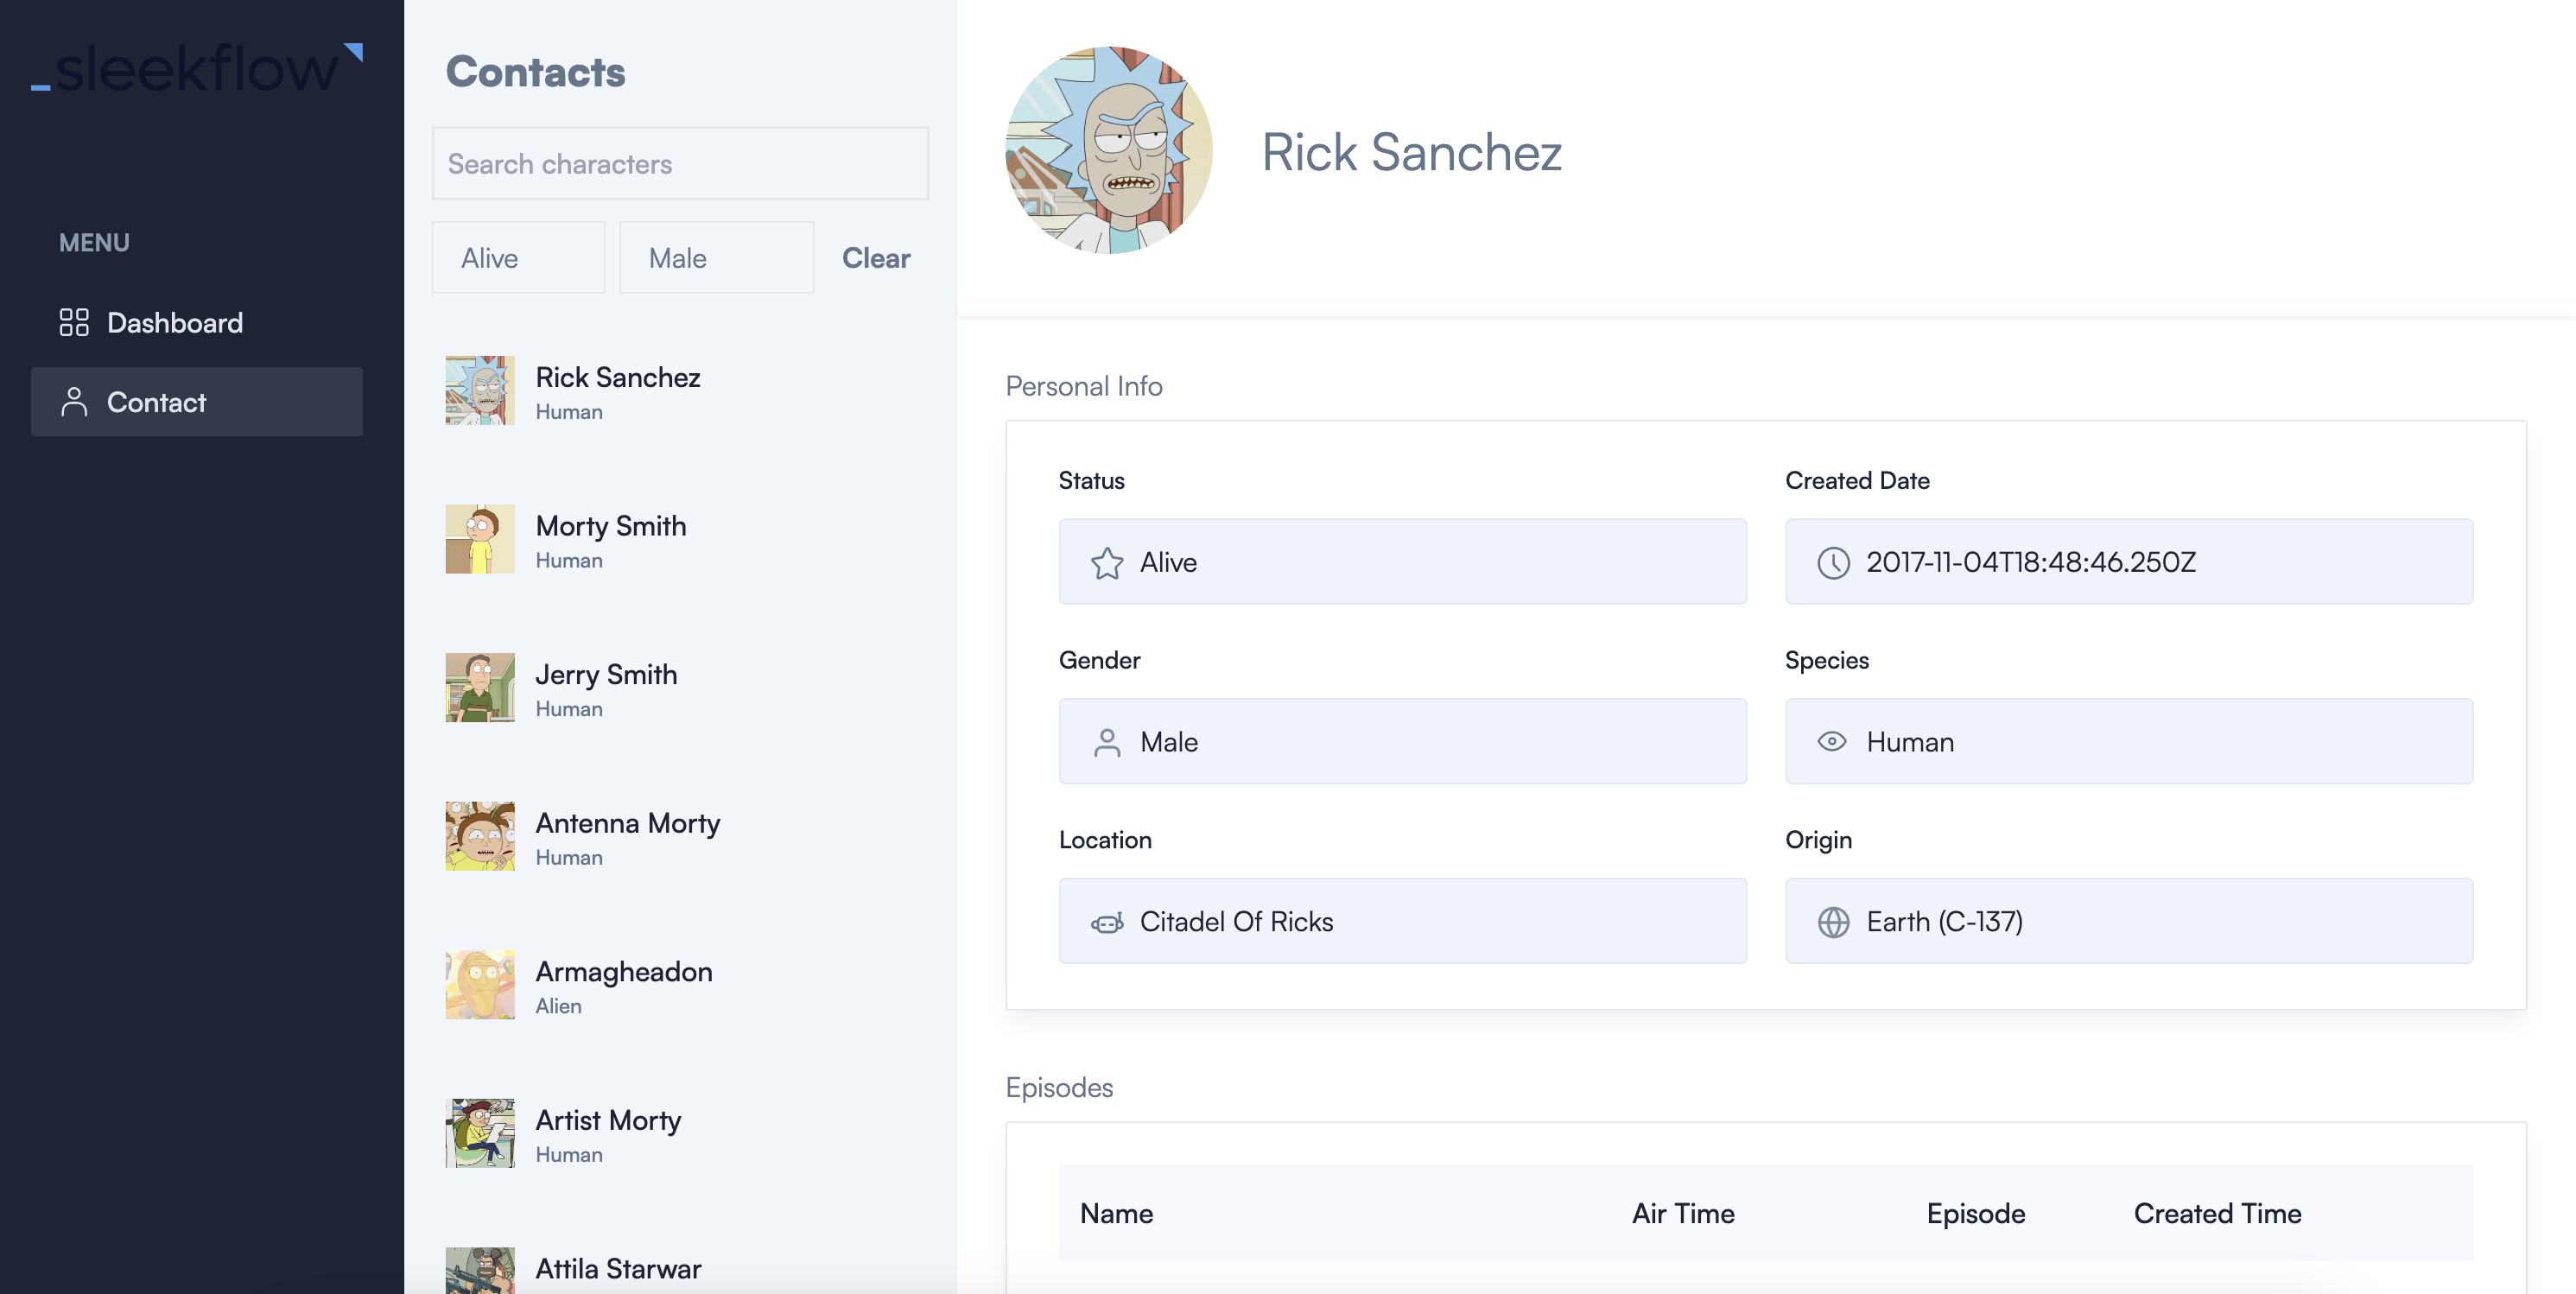 sleekflow
MENU
Dashboard
Contact
Contacts
Search characters
Alive
Male
Clear
Rick Sanchez
Human
Morty Smith
Human
Jerry Smith
Human
Antenna Morty
Human
Armagheadon
Alien
Artist Morty
Human
Attila Starwar
Rick Sanchez
Personal Info
Status
Created Date
Alive
2017-11-04T18:48:46.250Z
Gender
Species
Male
Human
Location
Origin
Citadel Of Ricks
Earth (C-137)
Episodes
Name Air Time Episode Created Time